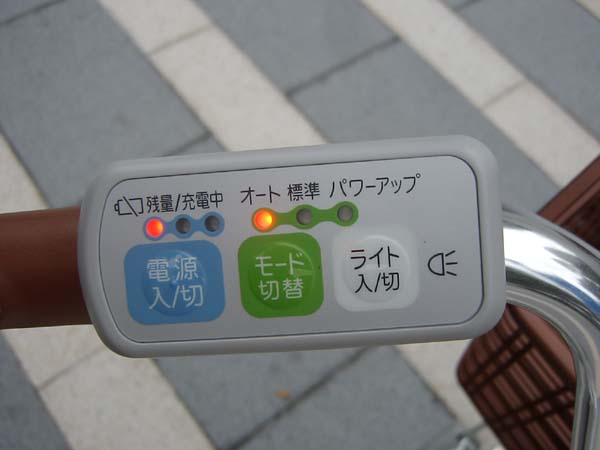 残量/充電中
オート 標準 パワーアップ
電源
入/切
モード
切替
ライト
入/切